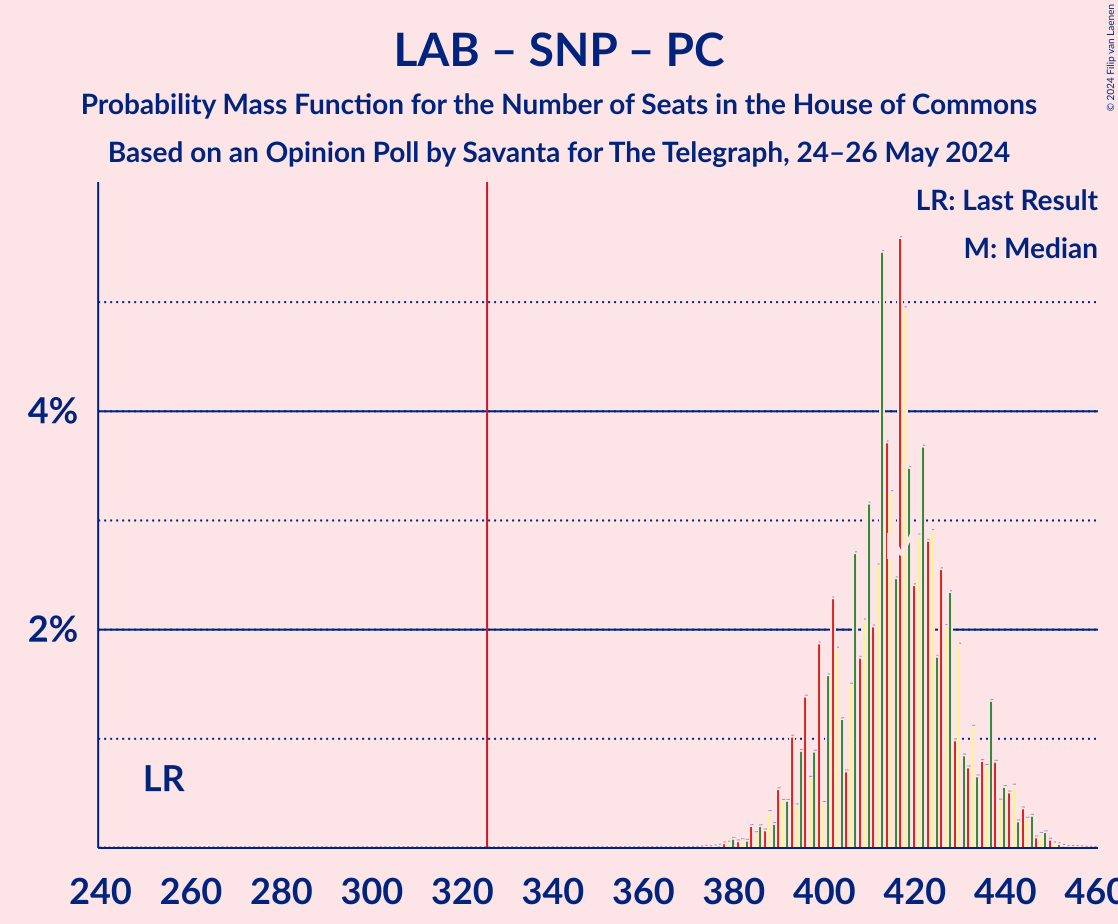 LAB – SNP – PC
Probability Mass Function for the Number of Seats in the House of Commons
Based on an Opinion Poll by Savanta for The Telegraph, 24–26 May 2024
© 2024 Filip van Laenen
LR: Last Result
M: Median
4%
2%
LR
240 260 280 300 320 340 360 380 400 420 440 460